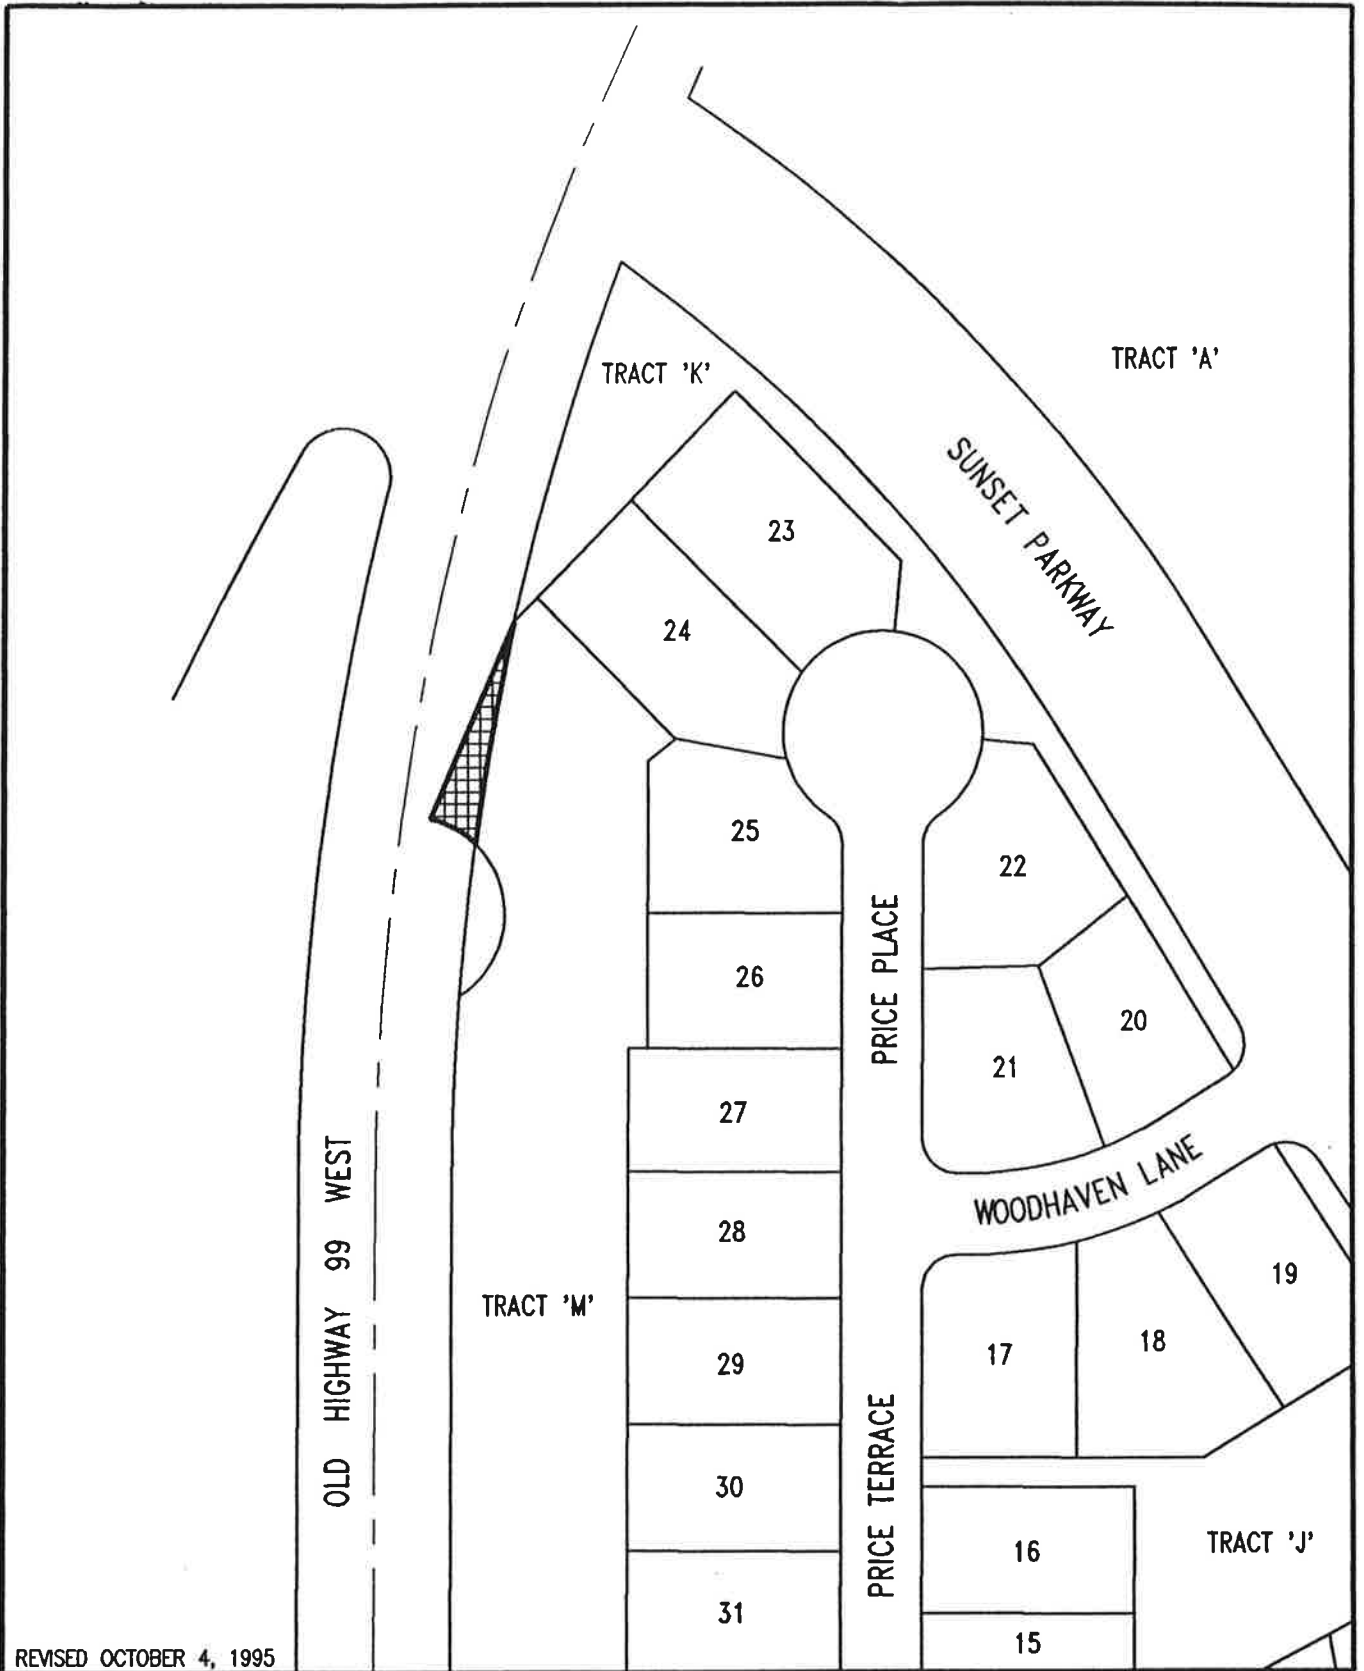 TRACT 'A'
TRACT 'K'
SUNSET PARKWAY
23
24
25
22
PRICE PLACE
26
20
21
27
WOODHAVEN LANE
28
OLD HIGHWAY 99 WEST
19
TRACT 'M'
18
17
29
PRICE TERRACE
30
TRACT 'J'
16
31
15
REVISED OCTOBER 4, 1995